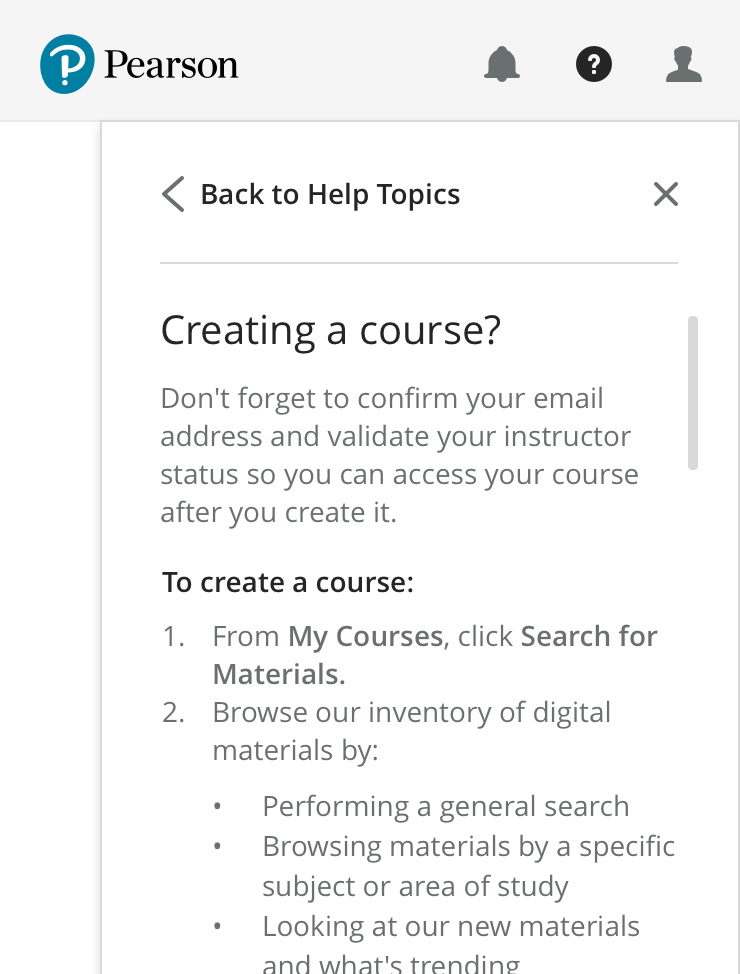 Pearson
Back to Help Topics
Creating a course?
Don't forget to confirm your email
address and validate your instructor
status so you can access your course
after you create it.
To create a course:
1. From My Courses, click Search for
Materials.
2. Browse our inventory of digital
materials by:
• Performing a general search
• Browsing materials by a specific
subject or area of study
• Looking at our new materials
and what's trending